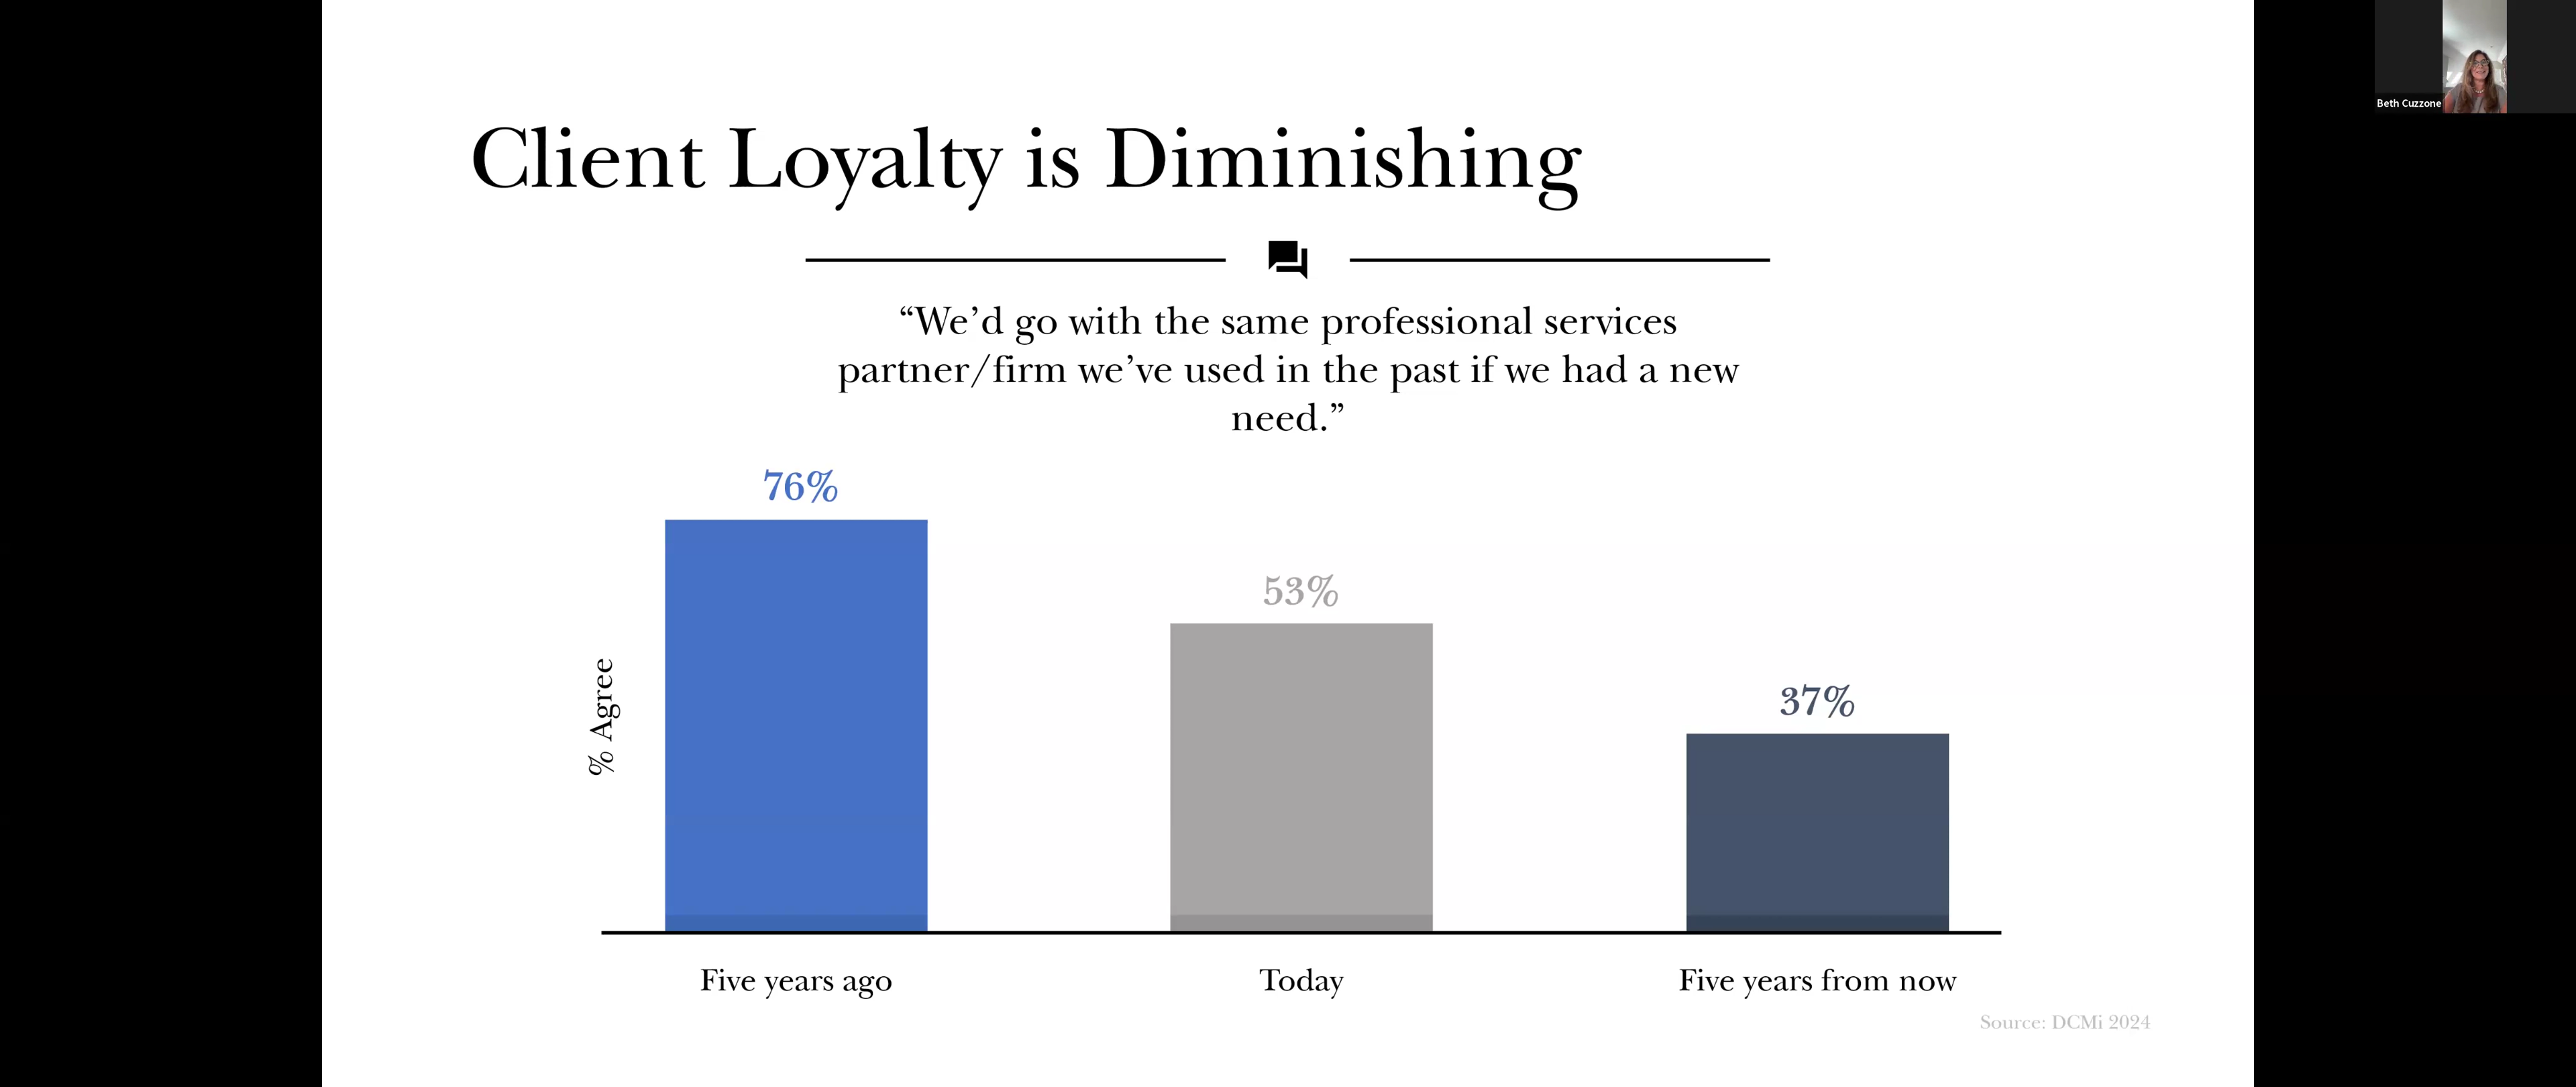 Client Loyalty is Diminishing
“We’d go with the same professional services
partner/firm we’ve used in the past if we had a new
need.”
76%
53%
37%
% Agree
Five years ago
Today
Five years from now
Source: DCMi 2024
Beth Cuzzone